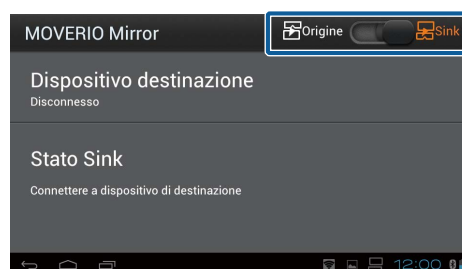 MOVERIO Mirror
Origine
Sink
Dispositivo destinazione
Disconnesso
Stato Sink
Connettere a dispositivo di destinazione
12:00